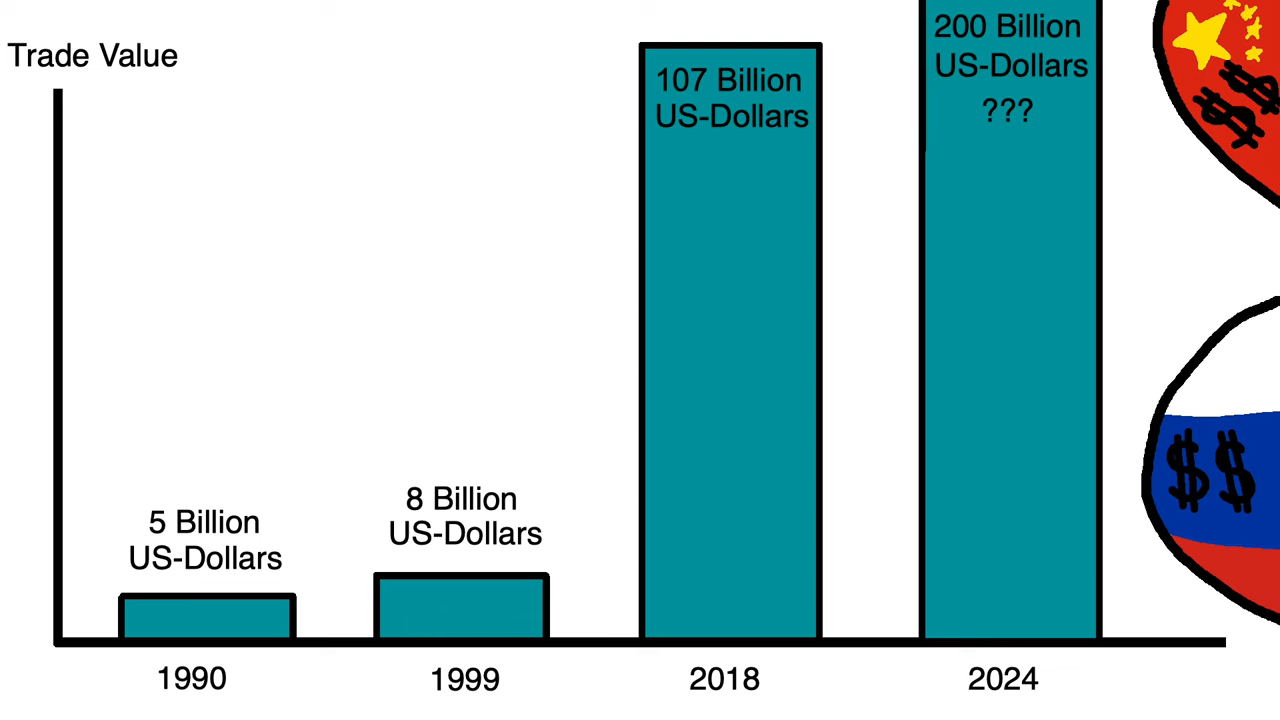 Trade Value
5 Billion
US-Dollars
8 Billion
US-Dollars
107 Billion
US-Dollars
200 Billion
US-Dollars
???
$$
$$
1990
1999
2018
2024